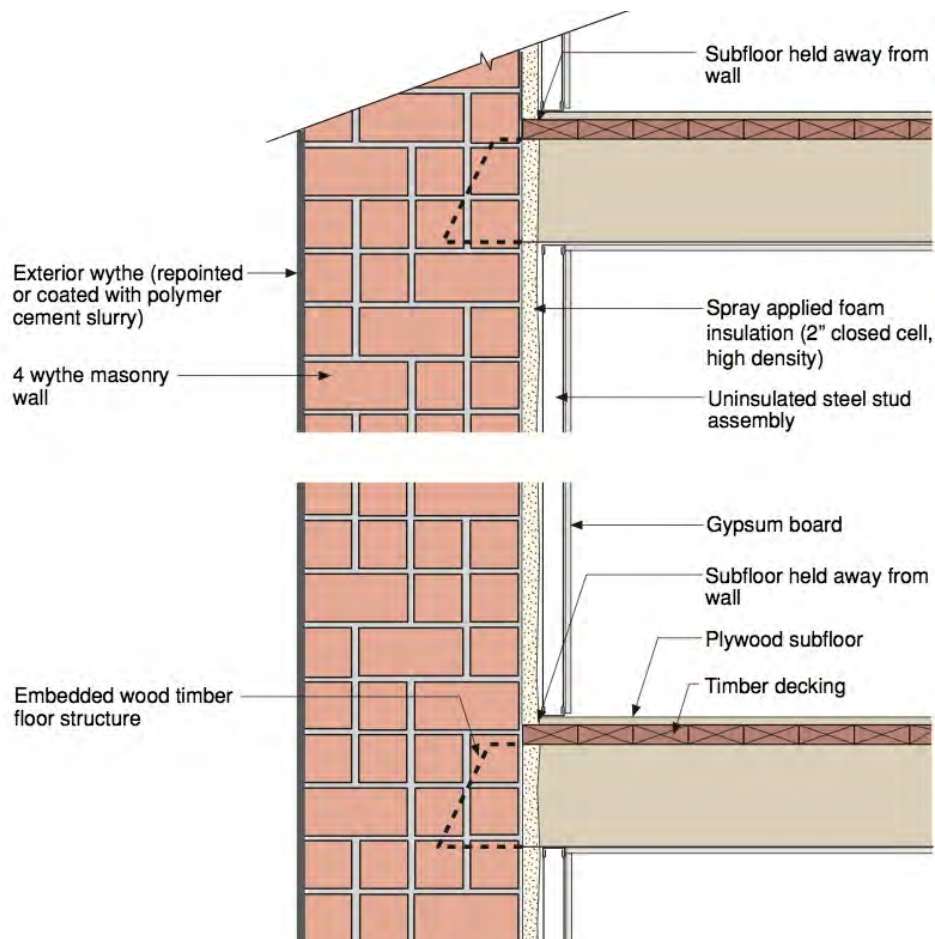 Subfloor held away from
wall
Exterior wythe (repointed
or coated with polymer
cement slurry)
4 wythe masonry
wall
Spray applied foam
insulation (2" closed cell,
high density)
Uninsulated steel stud
assembly
Gypsum board
Subfloor held away from
wall
Plywood subfloor
Timber decking
Embedded wood timber
floor structure